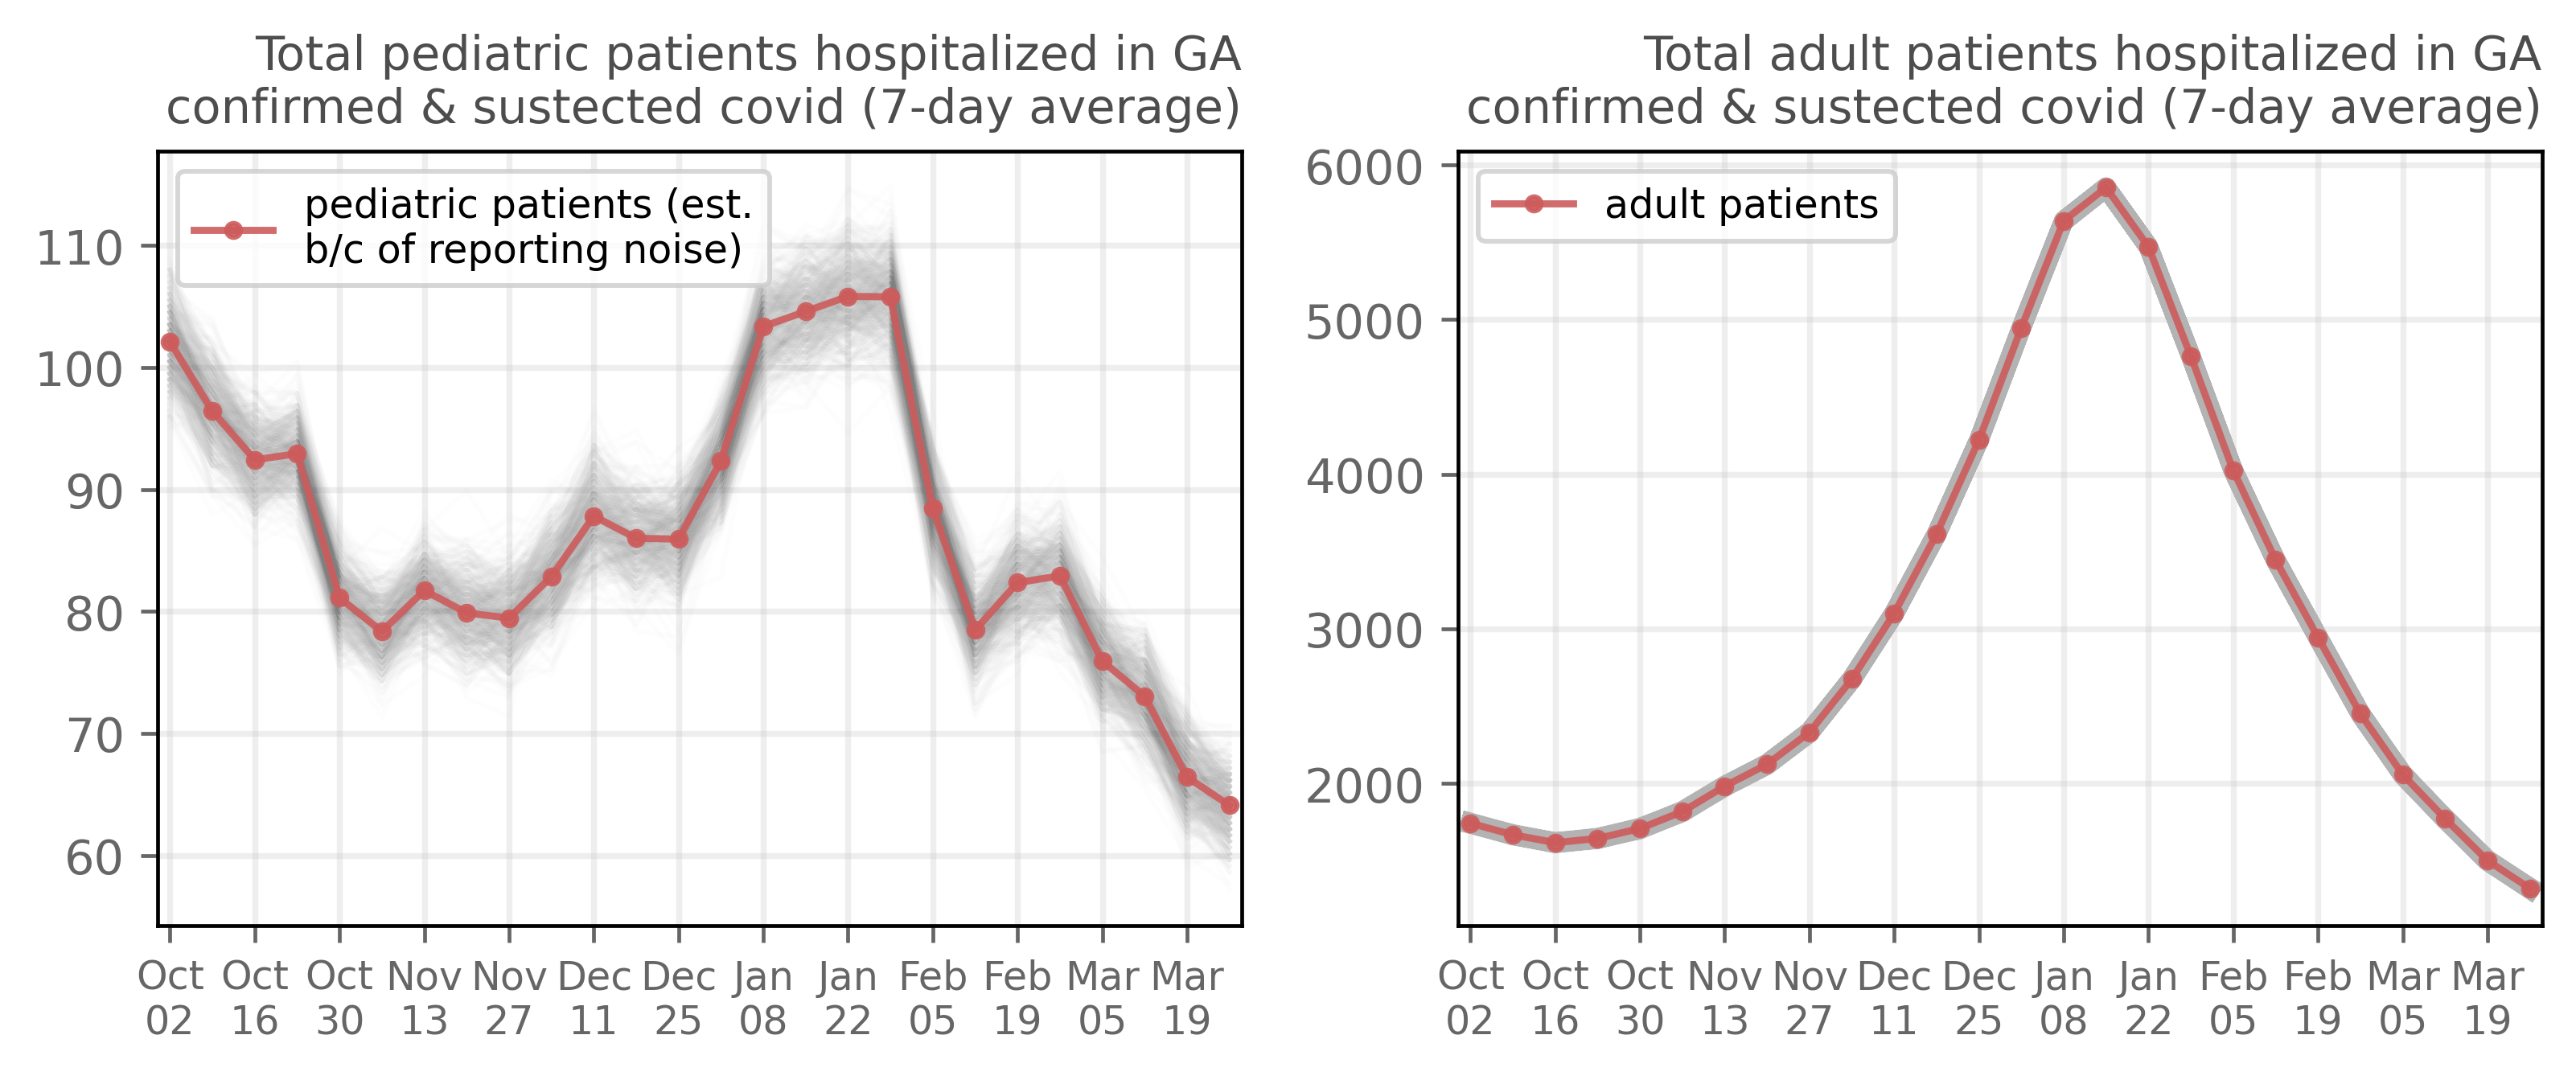 Total pediatric patients hospitalized in GA
confirmed & sustected covid (7-day average)
pediatric patients (est.
b/c of reporting noise)
110
100
90
80
70
60
Oct Oct Oct Nov Nov Dec Dec Jan Jan Feb Feb Mar Mar
02 16 30 13 27 11 25 08 22 05 19 05 19
Total adult patients hospitalized in GA
confirmed & sustected covid (7-day average)
adult patients
6000
5000
4000
3000
2000
Oct Oct Oct Nov Nov Dec Dec Jan Jan Feb Feb Mar Mar
02 16 30 13 27 11 25 08 22 05 19 05 19